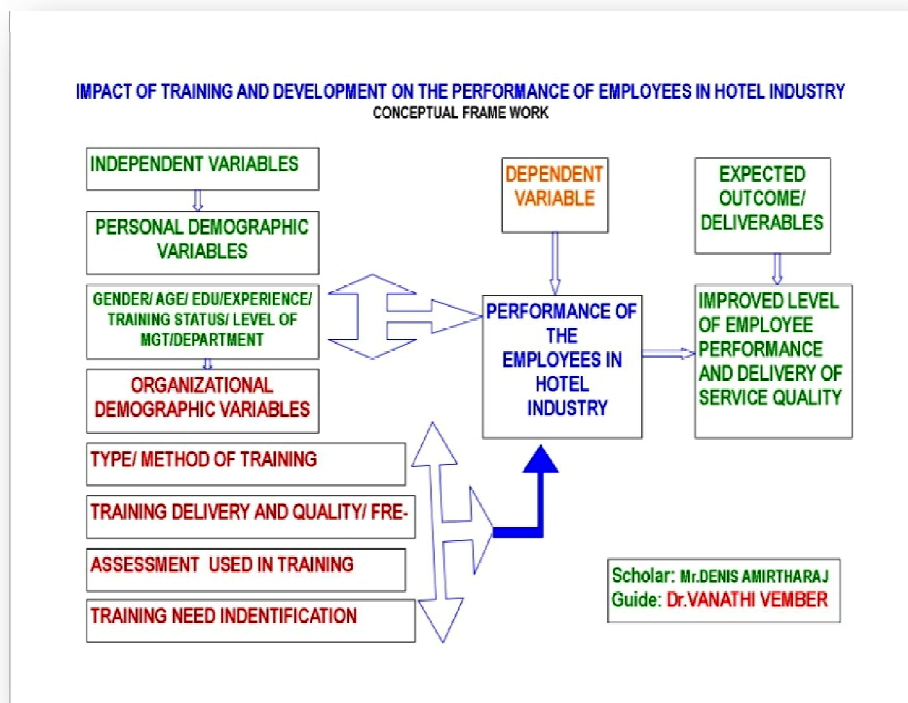 IMPACT OF TRAINING AND DEVELOPMENT ON THE PERFORMANCE OF EMPLOYEES IN HOTEL INDUSTRY
CONCEPTUAL FRAME WORK
INDEPENDENT VARIABLES
PERSONAL DEMOGRAPHIC
VARIABLES
GENDER/ AGE/ EDU/EXPERIENCE/
TRAINING STATUS/ LEVEL OF
MGT/DEPARTMENT
ORGANIZATIONAL
DEMOGRAPHIC VARIABLES
TYPE/ METHOD OF TRAINING
TRAINING DELIVERY AND QUALITY/ FRE-
ASSESSMENT USED IN TRAINING
TRAINING NEED INDENTIFICATION
DEPENDENT
VARIABLE
PERFORMANCE OF
THE
EMPLOYEES IN
HOTEL
INDUSTRY
EXPECTED
OUTCOME/
DELIVERABLES
IMPROVED LEVEL
OF EMPLOYEE
PERFORMANCE
AND DELIVERY OF
SERVICE QUALITY
Scholar: Mr.DENIS AMIRTHARAJ
Guide: Dr.VANATHI VEMBER